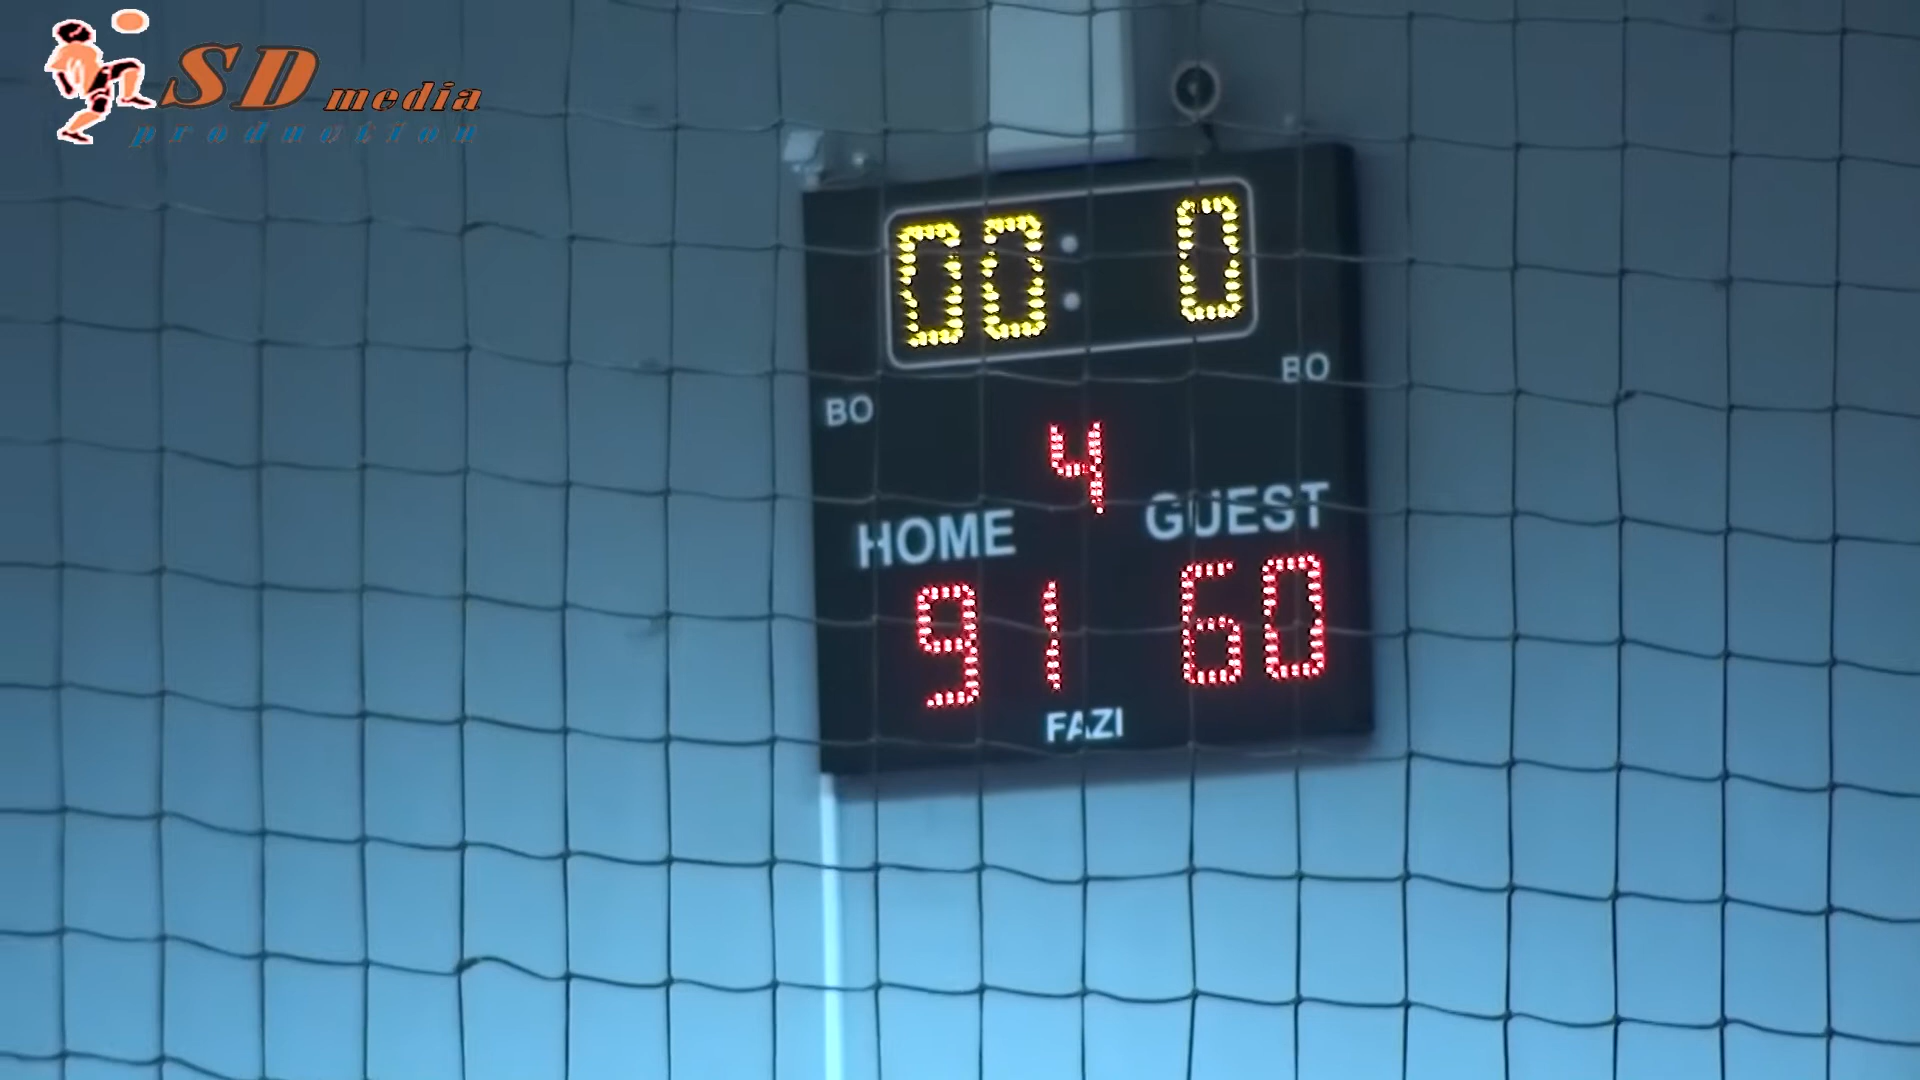 SD media
production
00: 0
BO BO
4
HOME GUEST
91 60
FAZI